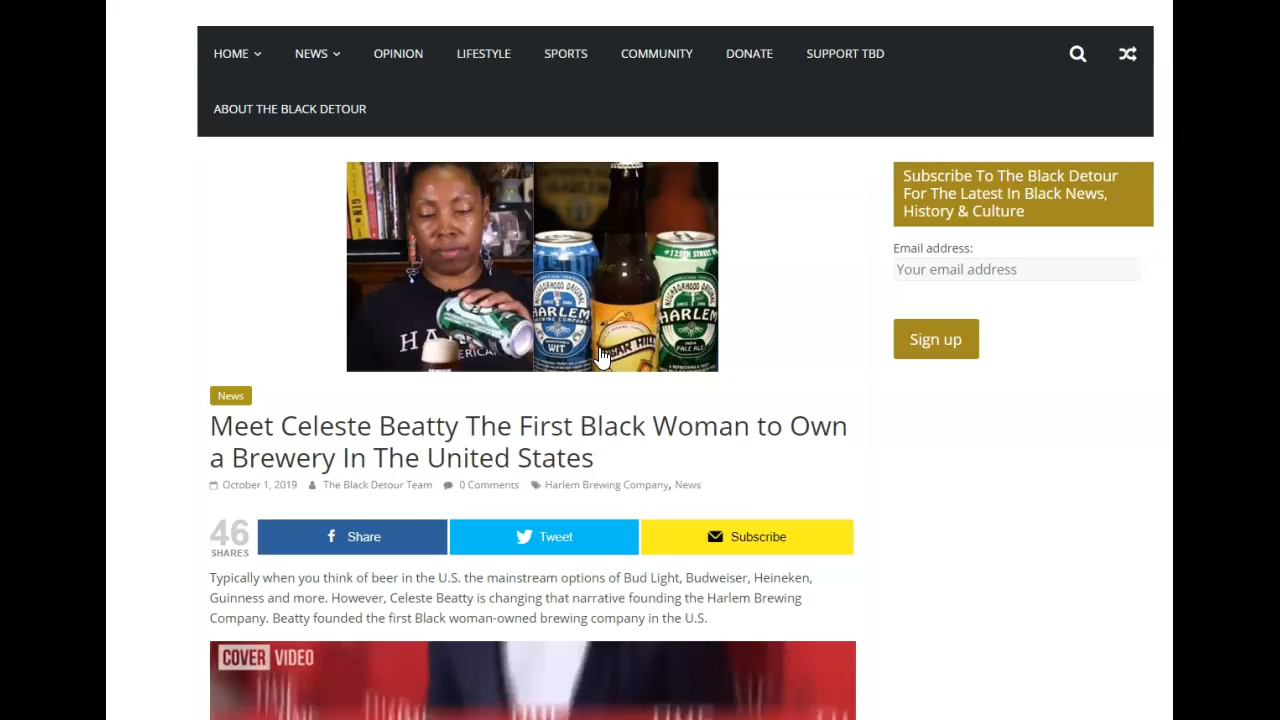 HOME NEWS OPINION LIFESTYLE SPORTS COMMUNITY DONATE SUPPORT TBD
ABOUT THE BLACK DETOUR
GIN
HARLEM
WIT
HARLEM
INDIA
PALE ALE
News
Meet Celeste Beatty The First Black Woman to Own
a Brewery In The United States
October 1, 2019 The Black Detour Team 0 Comments Harlem Brewing Company, News
46
SHARES
Share
Tweet
Subscribe
Typically when you think of beer in the U.S. the mainstream options of Bud Light, Budweiser, Heineken,
Guinness and more. However, Celeste Beatty is changing that narrative founding the Harlem Brewing
Company. Beatty founded the first Black woman-owned brewing company in the U.S.
COVER VIDEO
Subscribe To The Black Detour
For The Latest In Black News,
History & Culture
Email address:
Your email address
Sign up